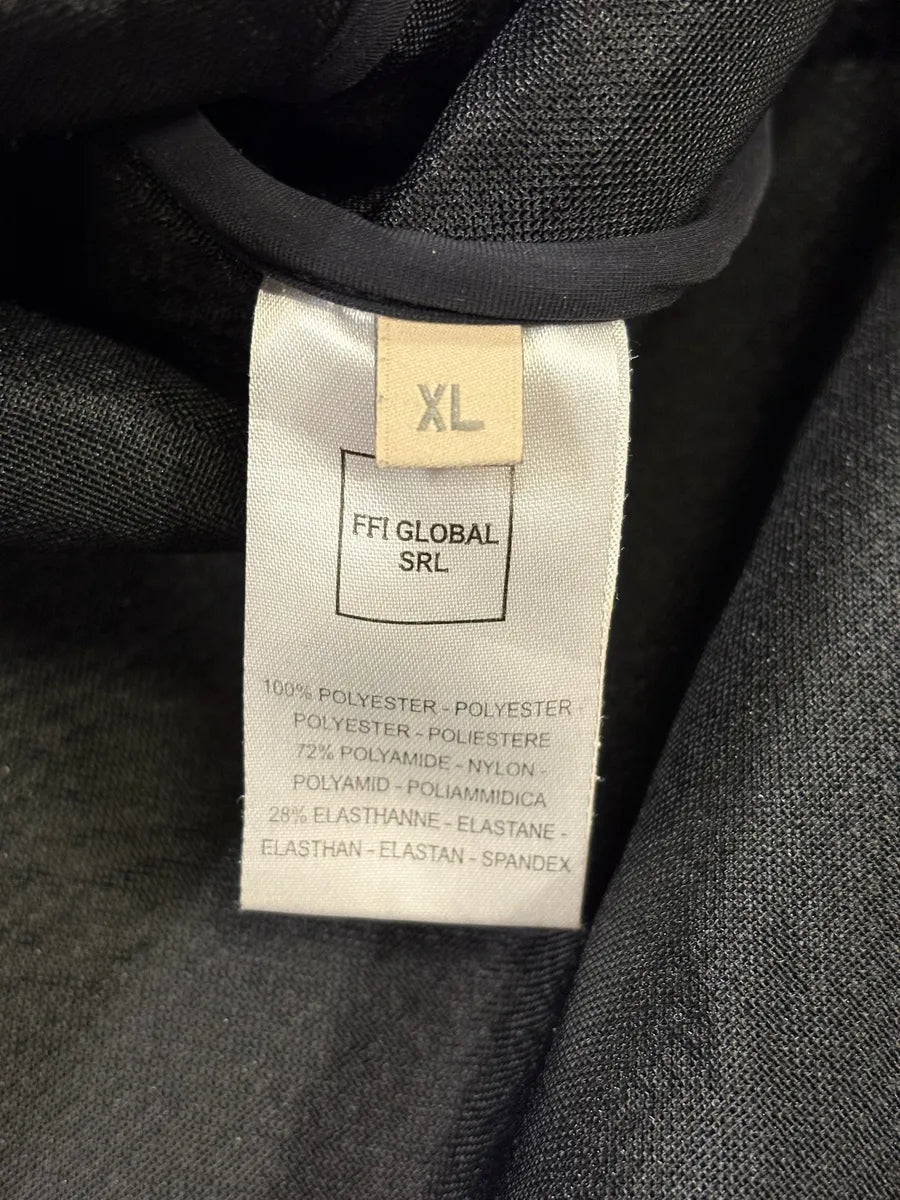 XL
FFI GLOBAL
SRL
100% POLYESTER - POLYESTER -
POLYESTER - POLIESTERE
72% POLYAMIDE - NYLON -
POLYAMID - POLIAMMIDICA
28% ELASTHANNE - ELASTANE -
ELASTHAN - ELASTAN - SPANDEX